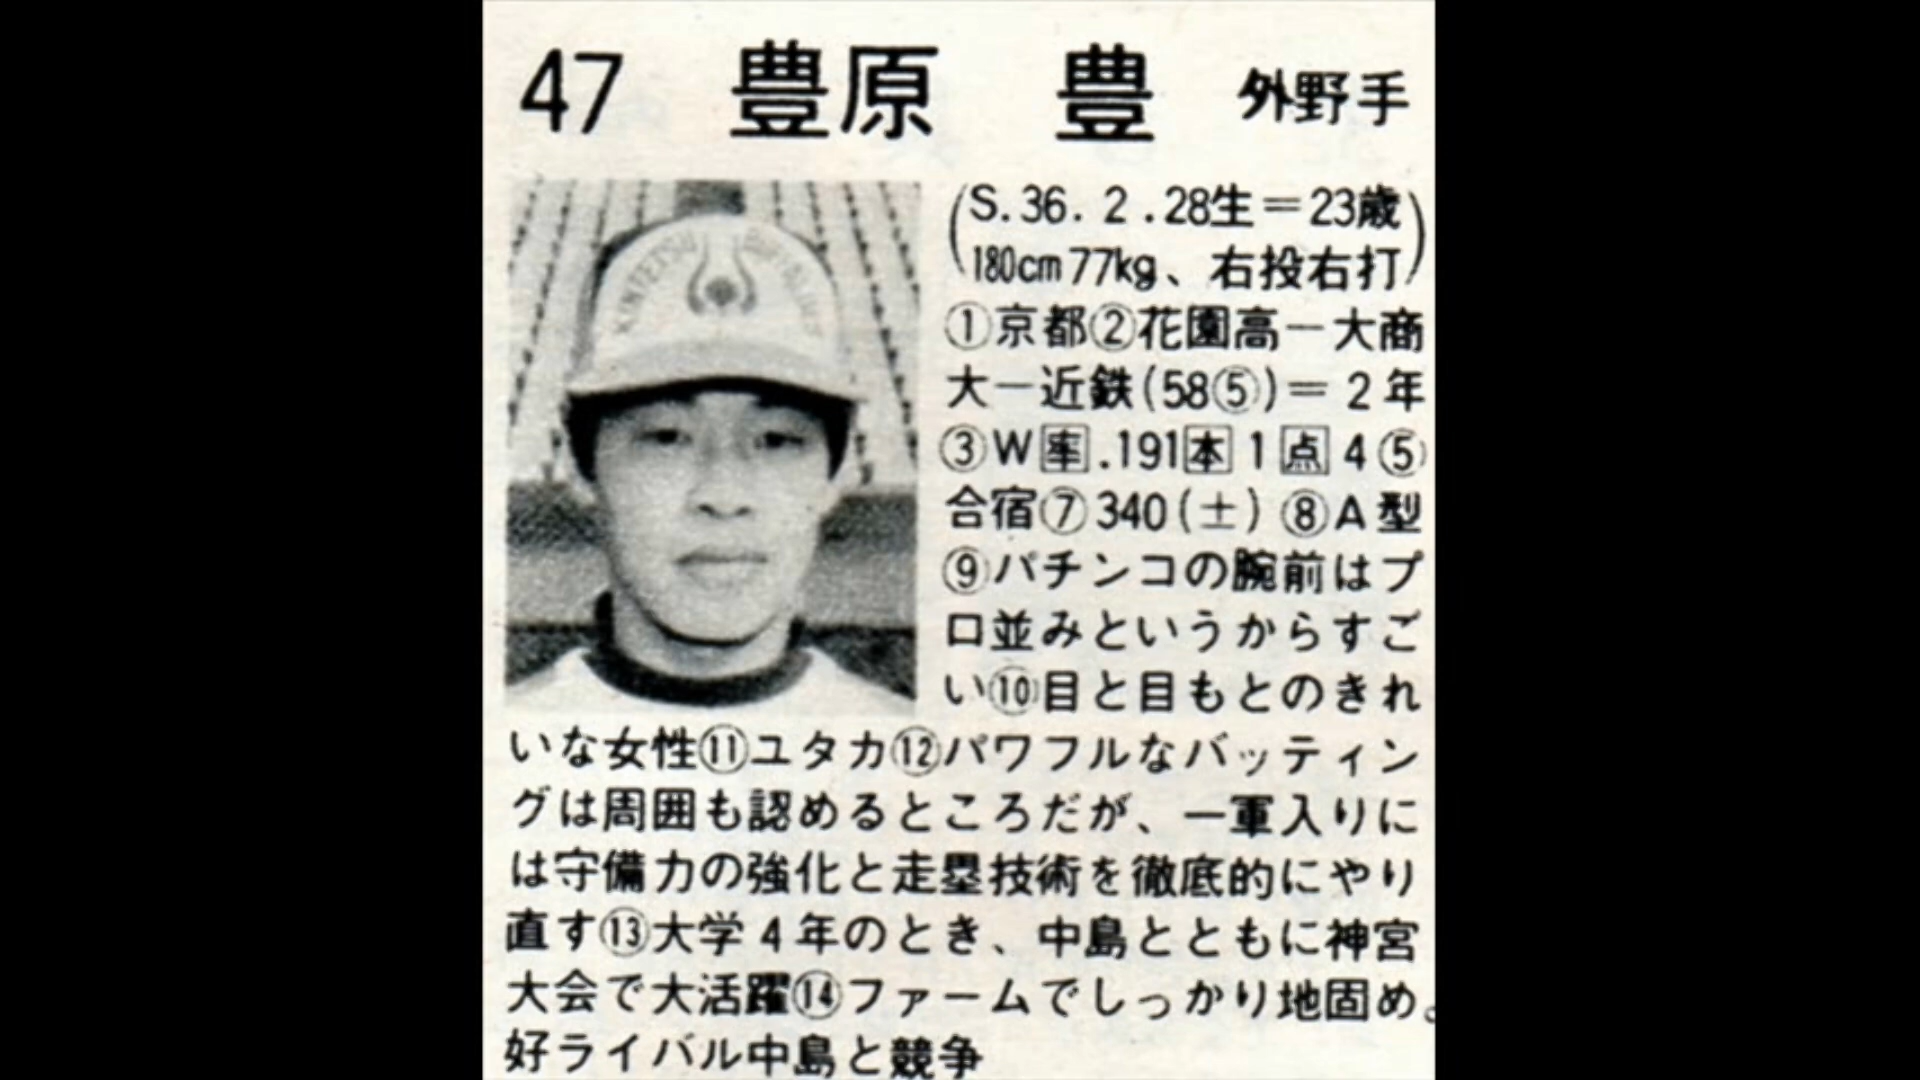 47 豊原 豊 外野手
(S.36.2.28生=23歳
180cm 77kg、右投右打)
①京都②花園高―大商
大―近鉄(58⑤)=2年
③W率.191本1点4⑤
合宿⑦340(±)⑧A型
⑨パチンコの腕前はプ
ロ並みというからすご
い⑩目と目もとのきれ
いな女性⑪ユタカ⑫パワフルなバッティン
グは周囲も認めるところだが、一軍入りに
は守備力の強化と走塁技術を徹底的にやり
直す⑬大学4年のとき、中島とともに神宮
大会で大活躍⑭ファームでしっかり地固め。
好ライバル中島と競争
KINTETSU BUFFALOES